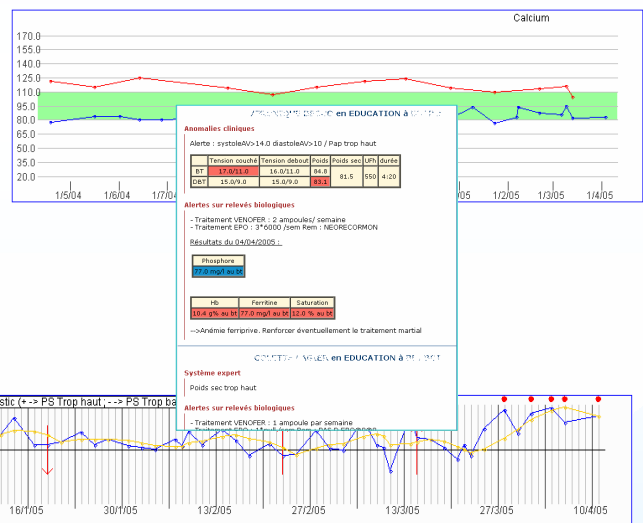 Calcium
170.0
155.0
140.0
125.0
110.0
95.0
80.0
65.0
50.0
35.0
20.0
1/5/04 1/6/04 1/7/04 1/2/05 1/3/05 1/4/05
en EDUCATION à
Anomalies cliniques
Alerte : systoleAV>14.0 diastoleAV>10 / Pap trop haut
Tension couché Tension debout Poids Poids sec UFh durée
BT 17.0/11.0 16.0/11.0 84.8 81.5 550 4:20
DBT 15.0/9.0 15.0/9.0 83.1
Alertes sur relevés biologiques
- Traitement VENOFER : 2 ampoules/ semaine
- Traitement EPO : 3*6000 /sem Rem : NEORECORMON
Résultats du 04/04/2005 :
Phosphore
77.0 mg/l au bt
Hb Ferritine Saturation
10.4 g% au bt 77.0 mg/l au bt 12.0 % au bt
-->Anémie ferriprive. Renforcer éventuellement le traitement martial
en EDUCATION à
Système expert
Poids sec trop haut
Alertes sur relevés biologiques
- Traitement VENOFER : 1 ampoule par semaine
stic (+ -> PS Trop haut ; - -> PS Trop ba
16/1/05 30/1/05 13/2/05 27/2/05 13/3/05 27/3/05 10/4/05